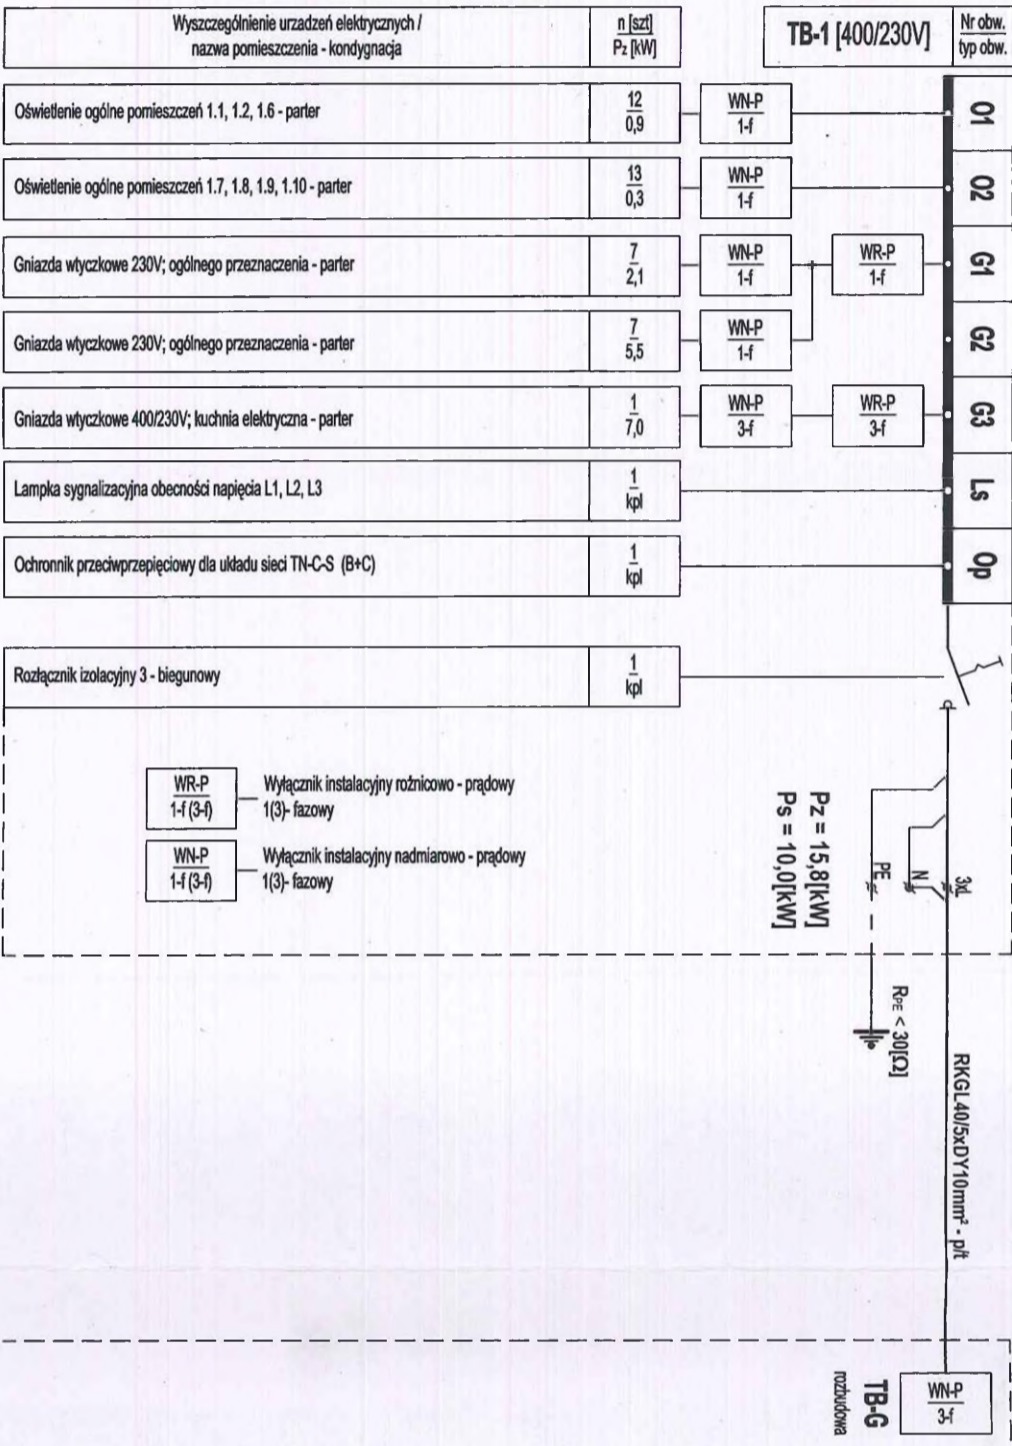 Wyszczególnienie urzadzeń elektrycznych /
nazwa pomieszczenia - kondygnacja
n [szt]
Pz [kW]
TB-1 [400/230V]
Nr obw.
typ obw.
Oświetlenie ogólne pomieszczeń 1.1, 1.2, 1.6 - parter
12
0,9
WN-P
1-f
O1
Oświetlenie ogólne pomieszczeń 1.7, 1.8, 1.9, 1.10 - parter
13
0,3
WN-P
1-f
O2
Gniazda wtyczkowe 230V; ogólnego przeznaczenia - parter
7
2,1
WN-P
1-f
WR-P
1-f
G1
Gniazda wtyczkowe 230V; ogólnego przeznaczenia - parter
7
5,5
WN-P
1-f
G2
Gniazda wtyczkowe 400/230V; kuchnia elektryczna - parter
1
7,0
WN-P
3-f
WR-P
3-f
G3
Lampka sygnalizacyjna obecności napięcia L1, L2, L3
1
kpl
Ls
Ochronnik przeciwprzepięciowy dla układu sieci TN-C-S (B+C)
1
kpl
Op
Rozłącznik izolacyjny 3 - biegunowy
1
kpl
WR-P
1-f (3-f)
Wyłącznik instalacyjny rożnicowo - prądowy
1(3)- fazowy
WN-P
1-f (3-f)
Wyłącznik instalacyjny nadmiarowo - prądowy
1(3)- fazowy
Pz = 15,8[kW]
Ps = 10,0[kW]
PE
N
3xL
RPE < 30[Ω]
RKGL40/5xDY10mm² - p/t
TB-G
rozbudowa
WN-P
3-f